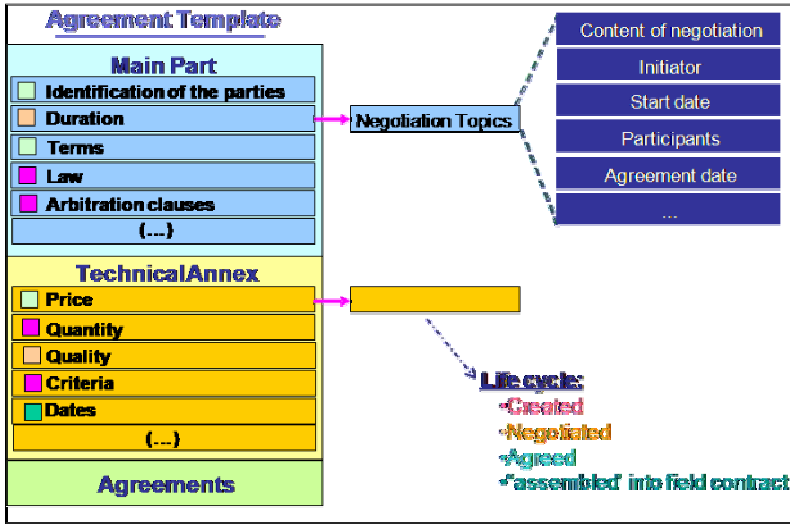 Agreement Template
Main Part
Identification of the parties
Duration
Terms
Law
Arbitration clauses
(...)
Technical Annex
Price
Quantity
Quality
Criteria
Dates
(...)
Agreements
Negotiation Topics
Content of negotiation
Initiator
Start date
Participants
Agreement date
...
Life cycle:
-Created
-Negotiated
-Agreed
-"assembled' into field contract